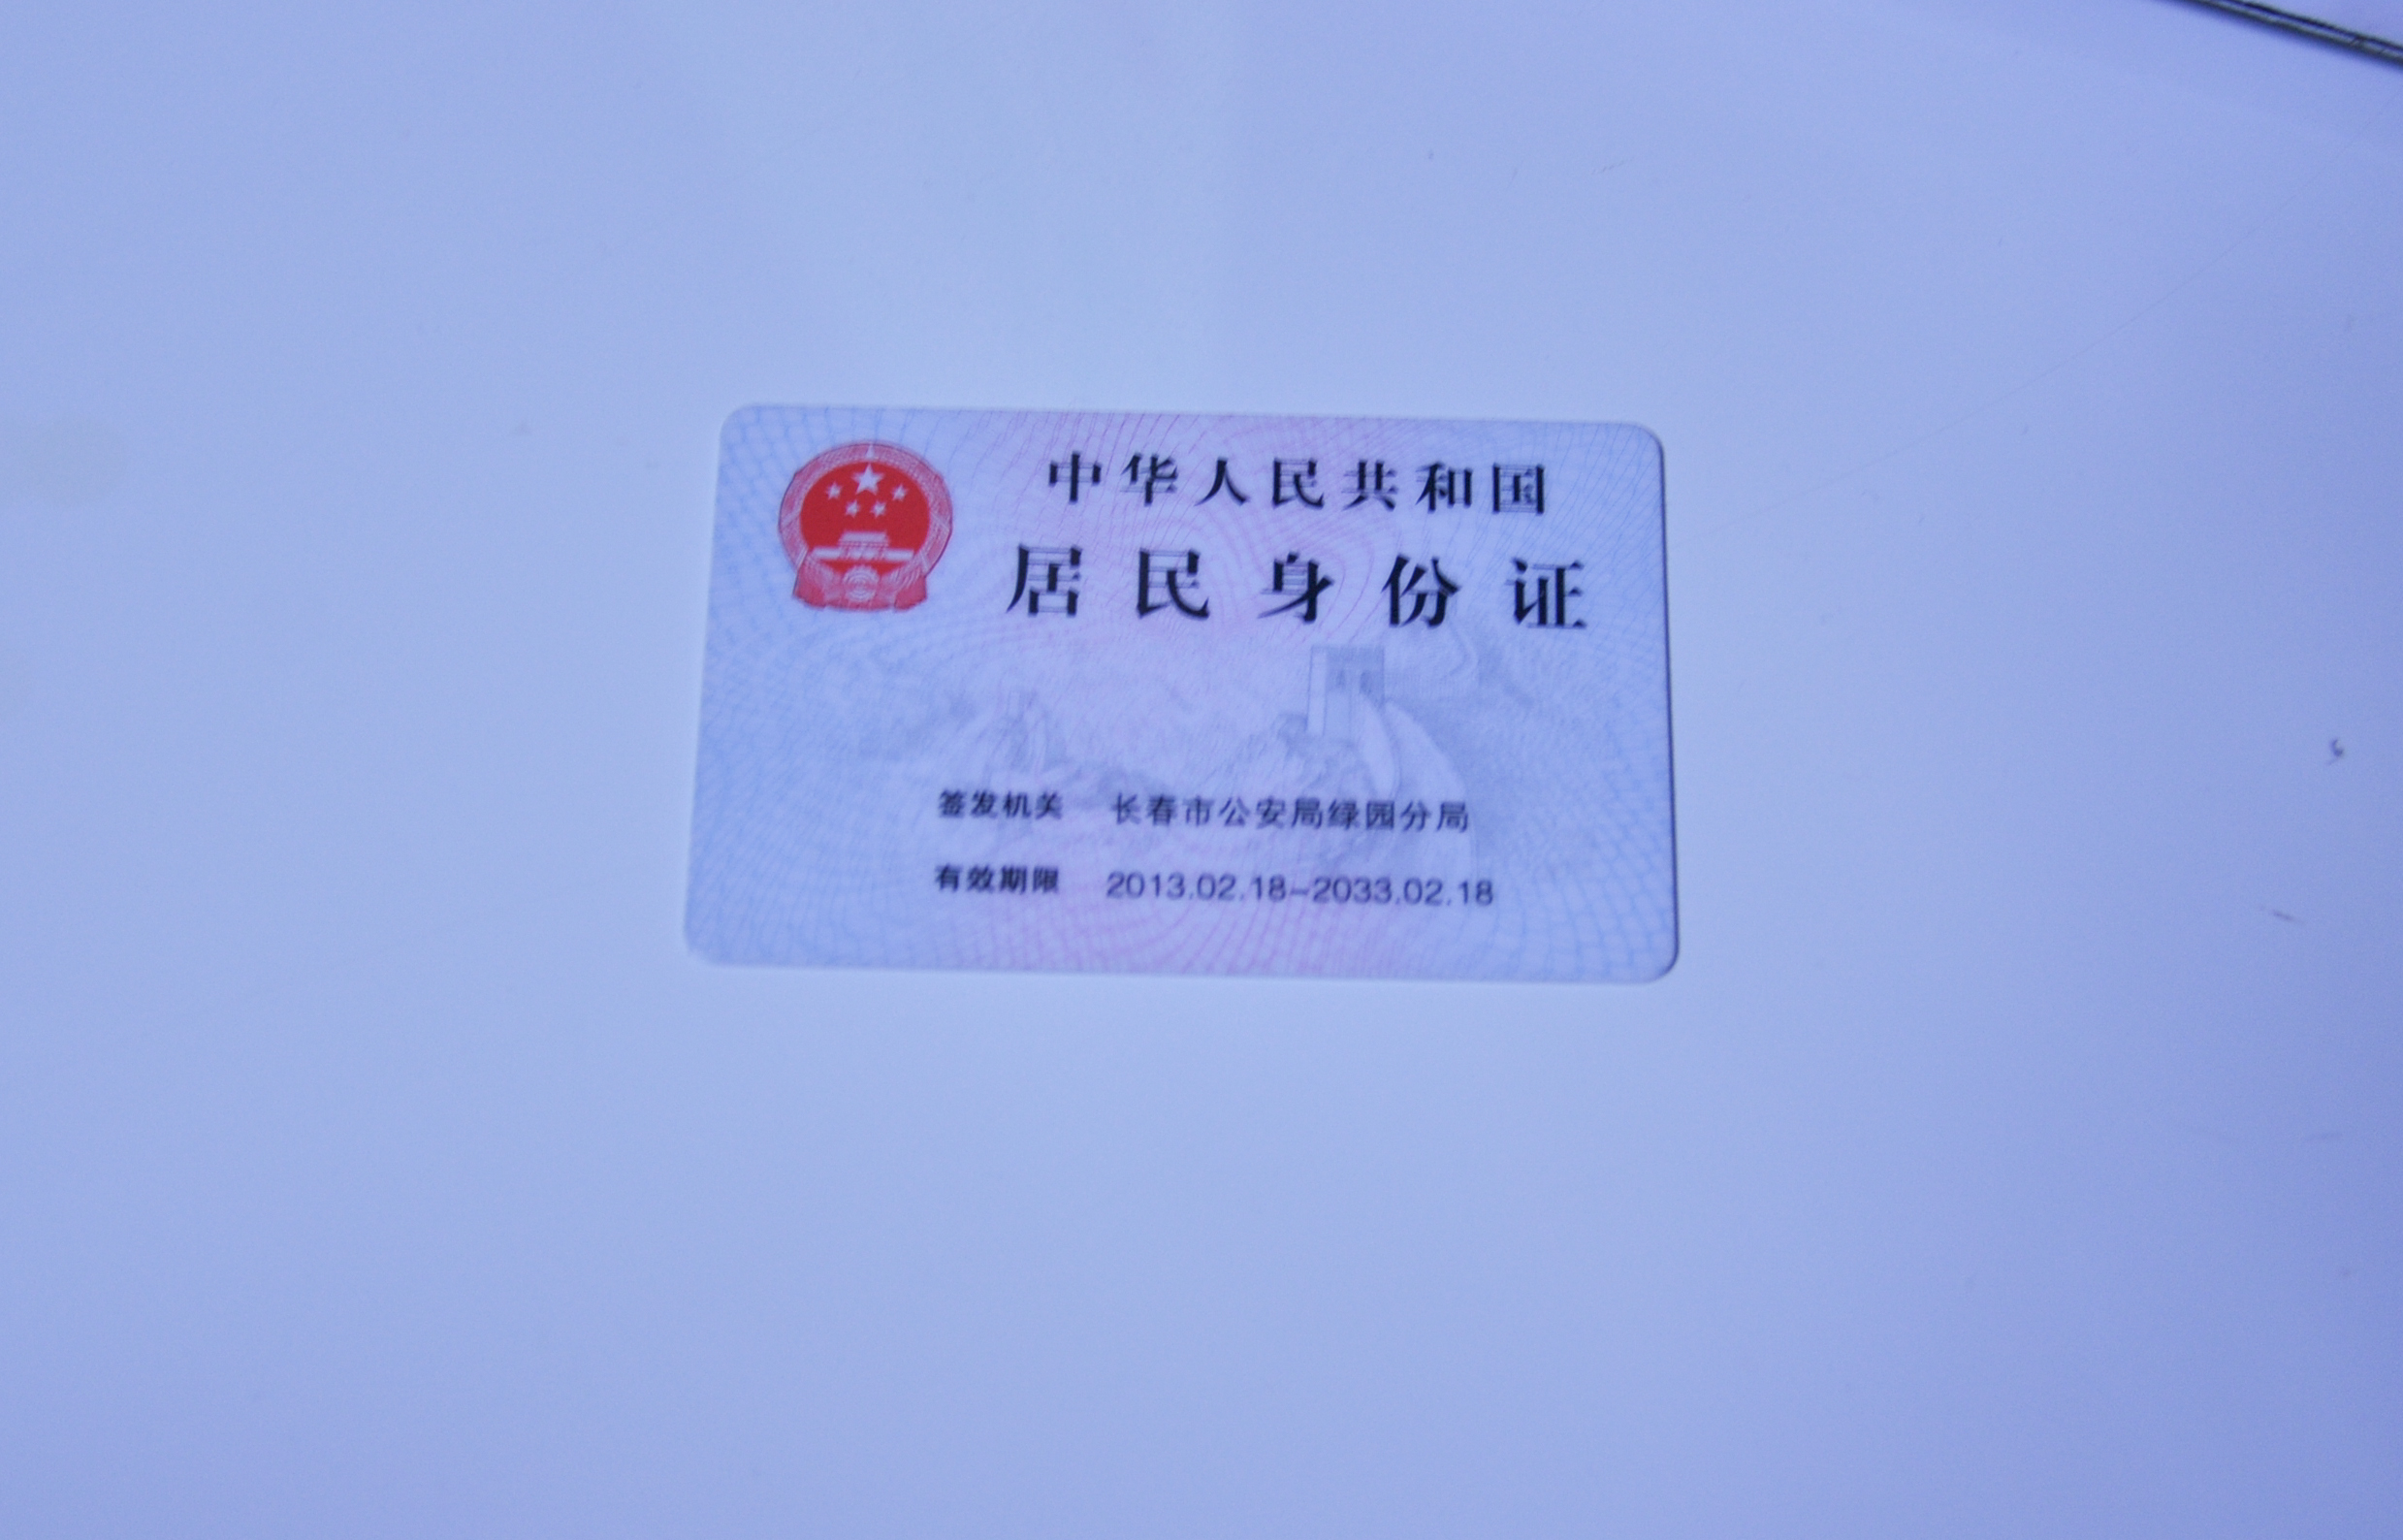 中华人民共和国
居民身份证
签发机关 长春市公安局绿园分局
有效期限 2013.02.18-2033.02.18